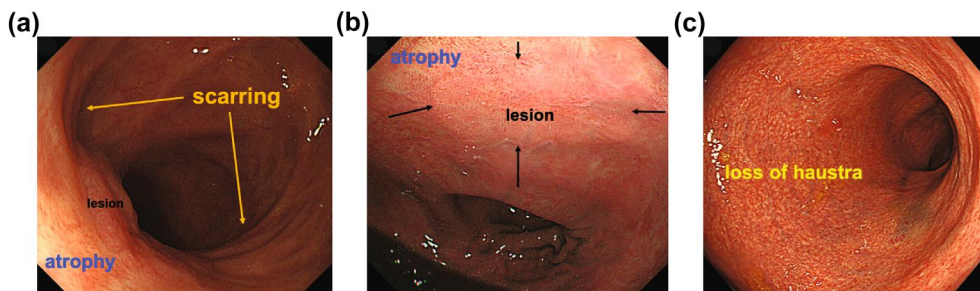 (a)
scarring
lesion
atrophy
(b)
atrophy
lesion
(c)
loss of haustra